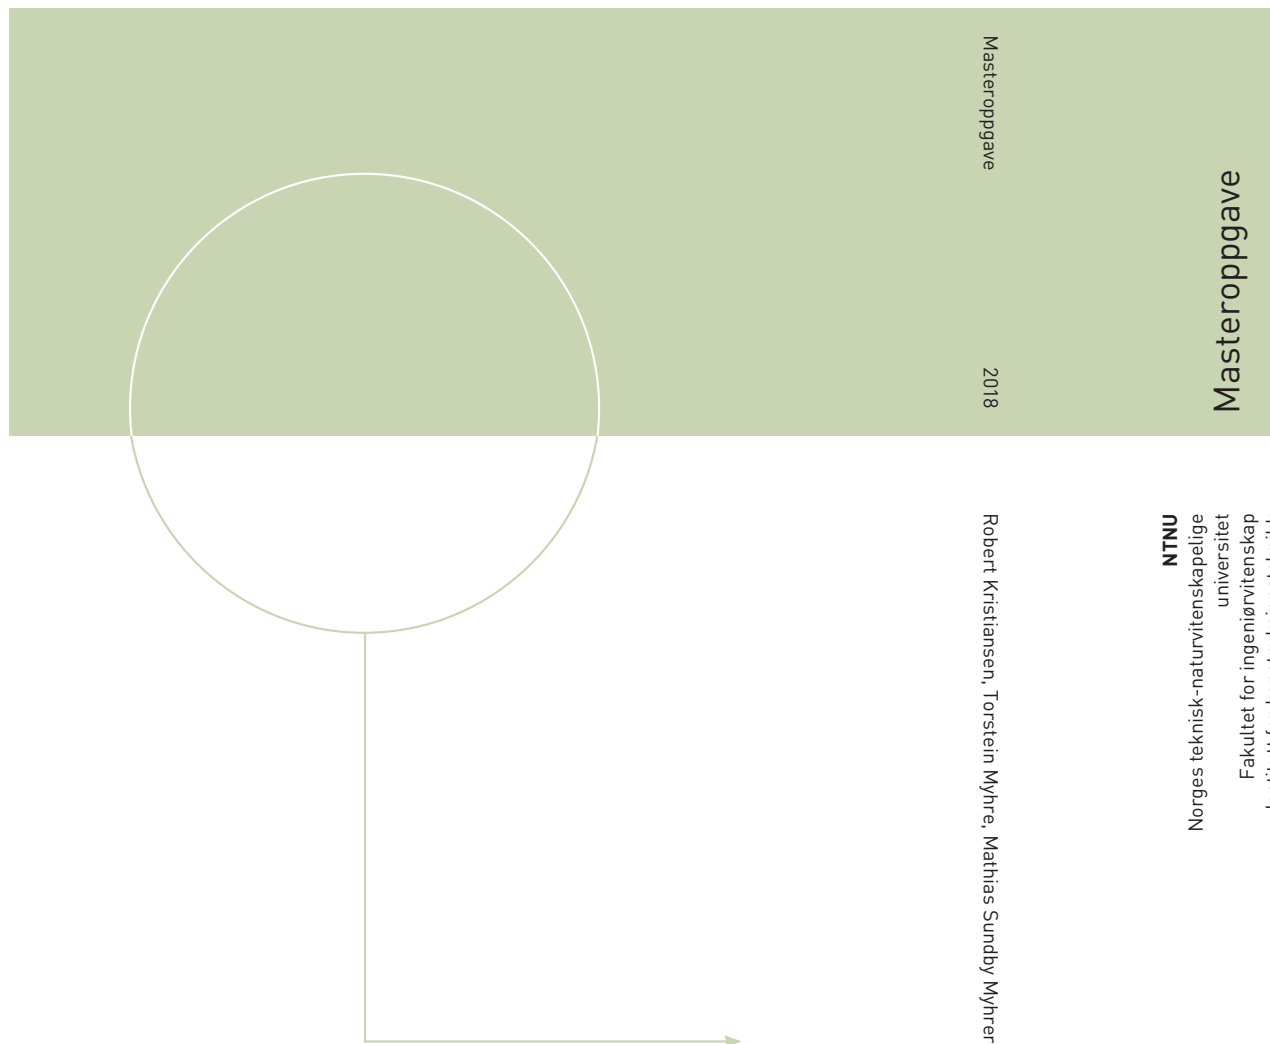 Masteroppgave
2018
Robert Kristiansen, Torstein Myhre, Mathias Sundby Myhrer
Masteroppgave
NTNU
Norges teknisk-naturvitenskapelige
universitet
Fakultet for ingeniørvitenskap